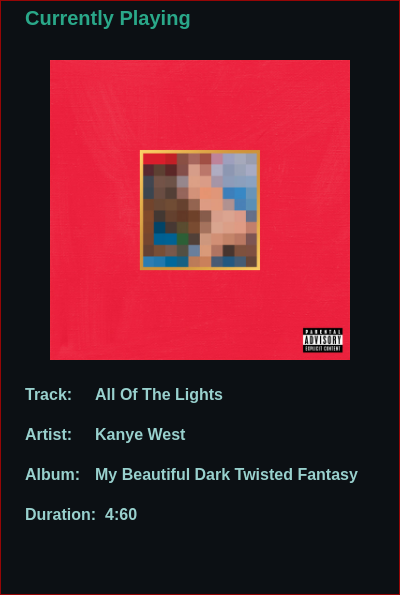 Currently Playing
PARENTAL
ADVISORY
EXPLICIT CONTENT
Track: All Of The Lights
Artist: Kanye West
Album: My Beautiful Dark Twisted Fantasy
Duration: 4:60